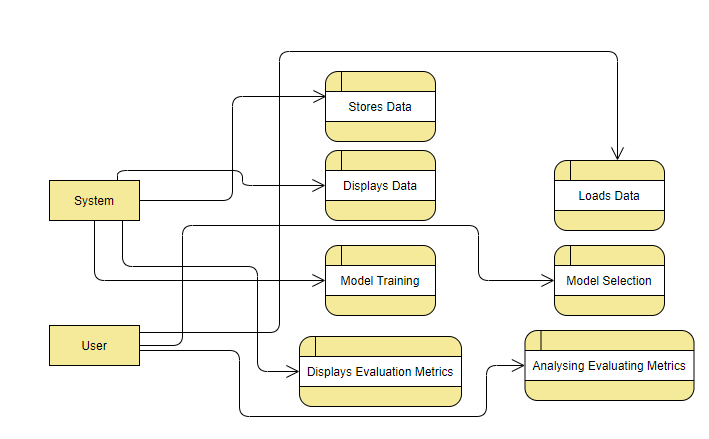 Stores Data
Displays Data
System
Loads Data
Model Training
Model Selection
User
Displays Evaluation Metrics
Analysing Evaluating Metrics